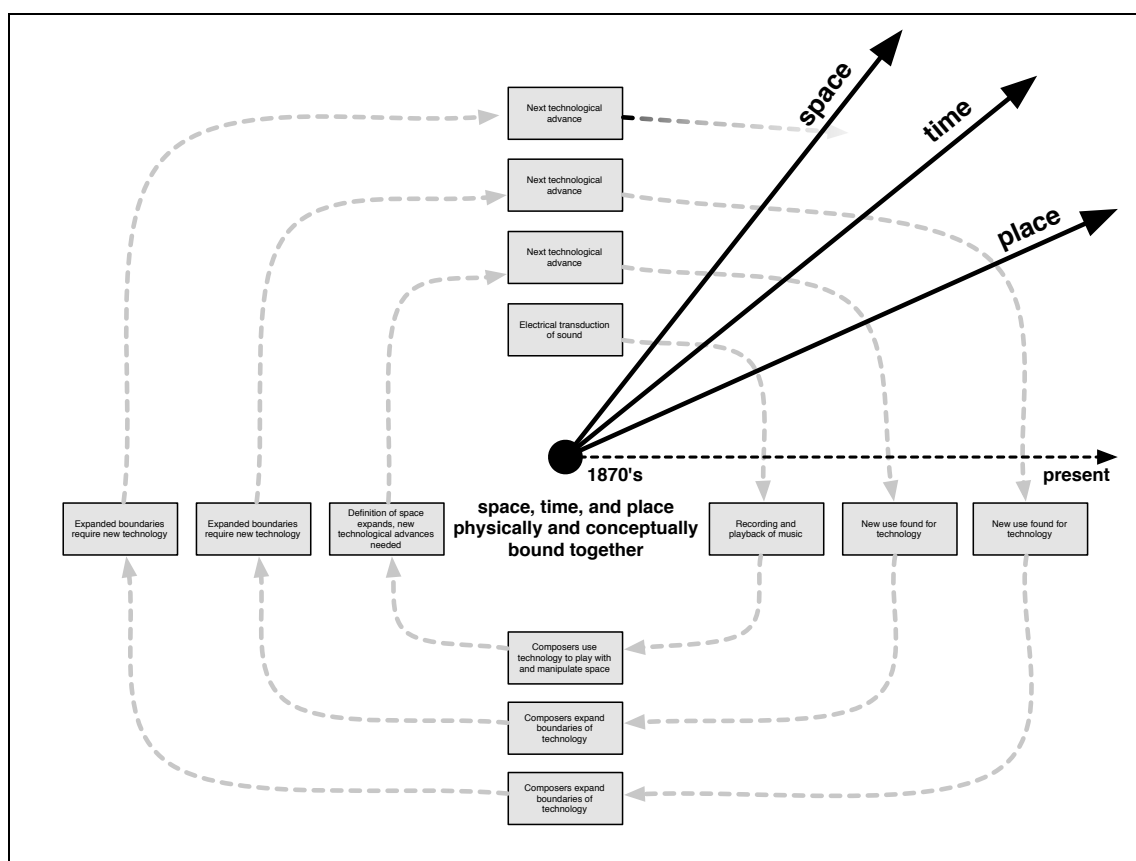 space
time
place
Next technological
advance
Next technological
advance
Next technological
advance
Electrical transduction
of sound
1870's
present
space, time, and place
physically and conceptually
bound together
Expanded boundaries
require new technology
Expanded boundaries
require new technology
Definition of space
expands, new
technological advances
needed
Recording and
playback of music
New use found for
technology
New use found for
technology
Composers use
technology to play with
and manipulate space
Composers expand
boundaries of
technology
Composers expand
boundaries of
technology